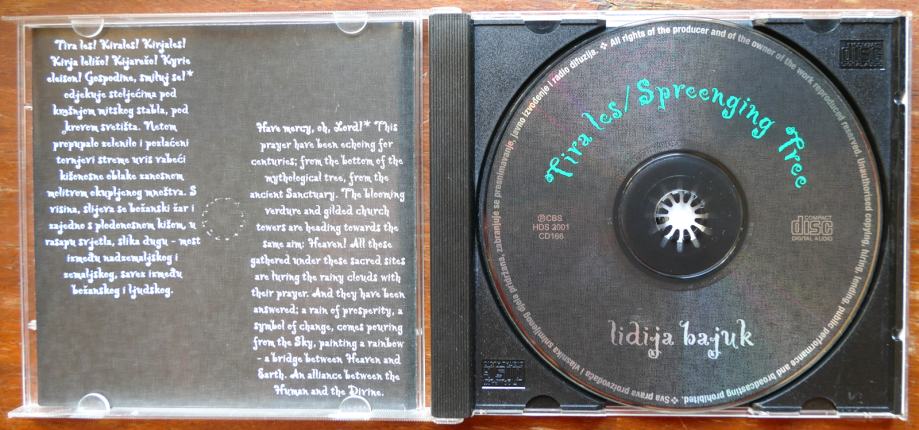 Tira les! Kirales! Kirjales!
Kirja leližo! Kijarežo! Kyrie
eleison! Gospodine, smiluj se!*
odjekuje stoljećima pod
krošnjom mitskog stabla, pod
krovom svetišta. Netom
propupalo zelenilo i pozlaćeni
tornjevi streme uvis vabeći
kišonosne oblake zanosnom
molitvom okupljenog mnoštva. S
visina, slijeva se božanski žar i
zajedno s plodonosnom kišom, u
rasapu svjetla, slika dugu - most
između nadzemaljskog i
zemaljskog, savez između
božanskog i ljudskog.
Have mercy, oh, Lord!* This
prayer have been echoing for
centuries; from the bottom of the
mythological tree, from the
ancient Sanctuary. The blooming
verdure and gilded church
towers are heading towards the
same aim: Heaven! All those
gathered under these sacred sites
are luring the rainy clouds with
their prayer. And they have been
answered; a rain of prosperity, a
symbol of change, comes pouring
from the Sky, painting a rainbow
- a bridge between Heaven and
Earth. An alliance between the
Human and the Divine.
Tira les/Spreenging Tree
℗CBS
HDS 2001
CD166
COMPACT
disc
DIGITAL AUDIO
lidija bajuk
Sva prava proizvođača i vlasnika snimljenog djela pridržana. zabranjuje se presnimavanje, javno izvođenje i radio difuzija. ❖ All rights of the producer and of the owner of the work reproduced reserved. Unauthorised copying, hiring, lending, public performance and broadcasting prohibited. ❖